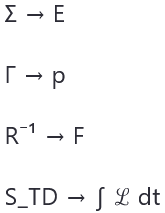 Σ → E
Γ → p
R⁻¹ → F
S_TD → ∫ ℒ dt